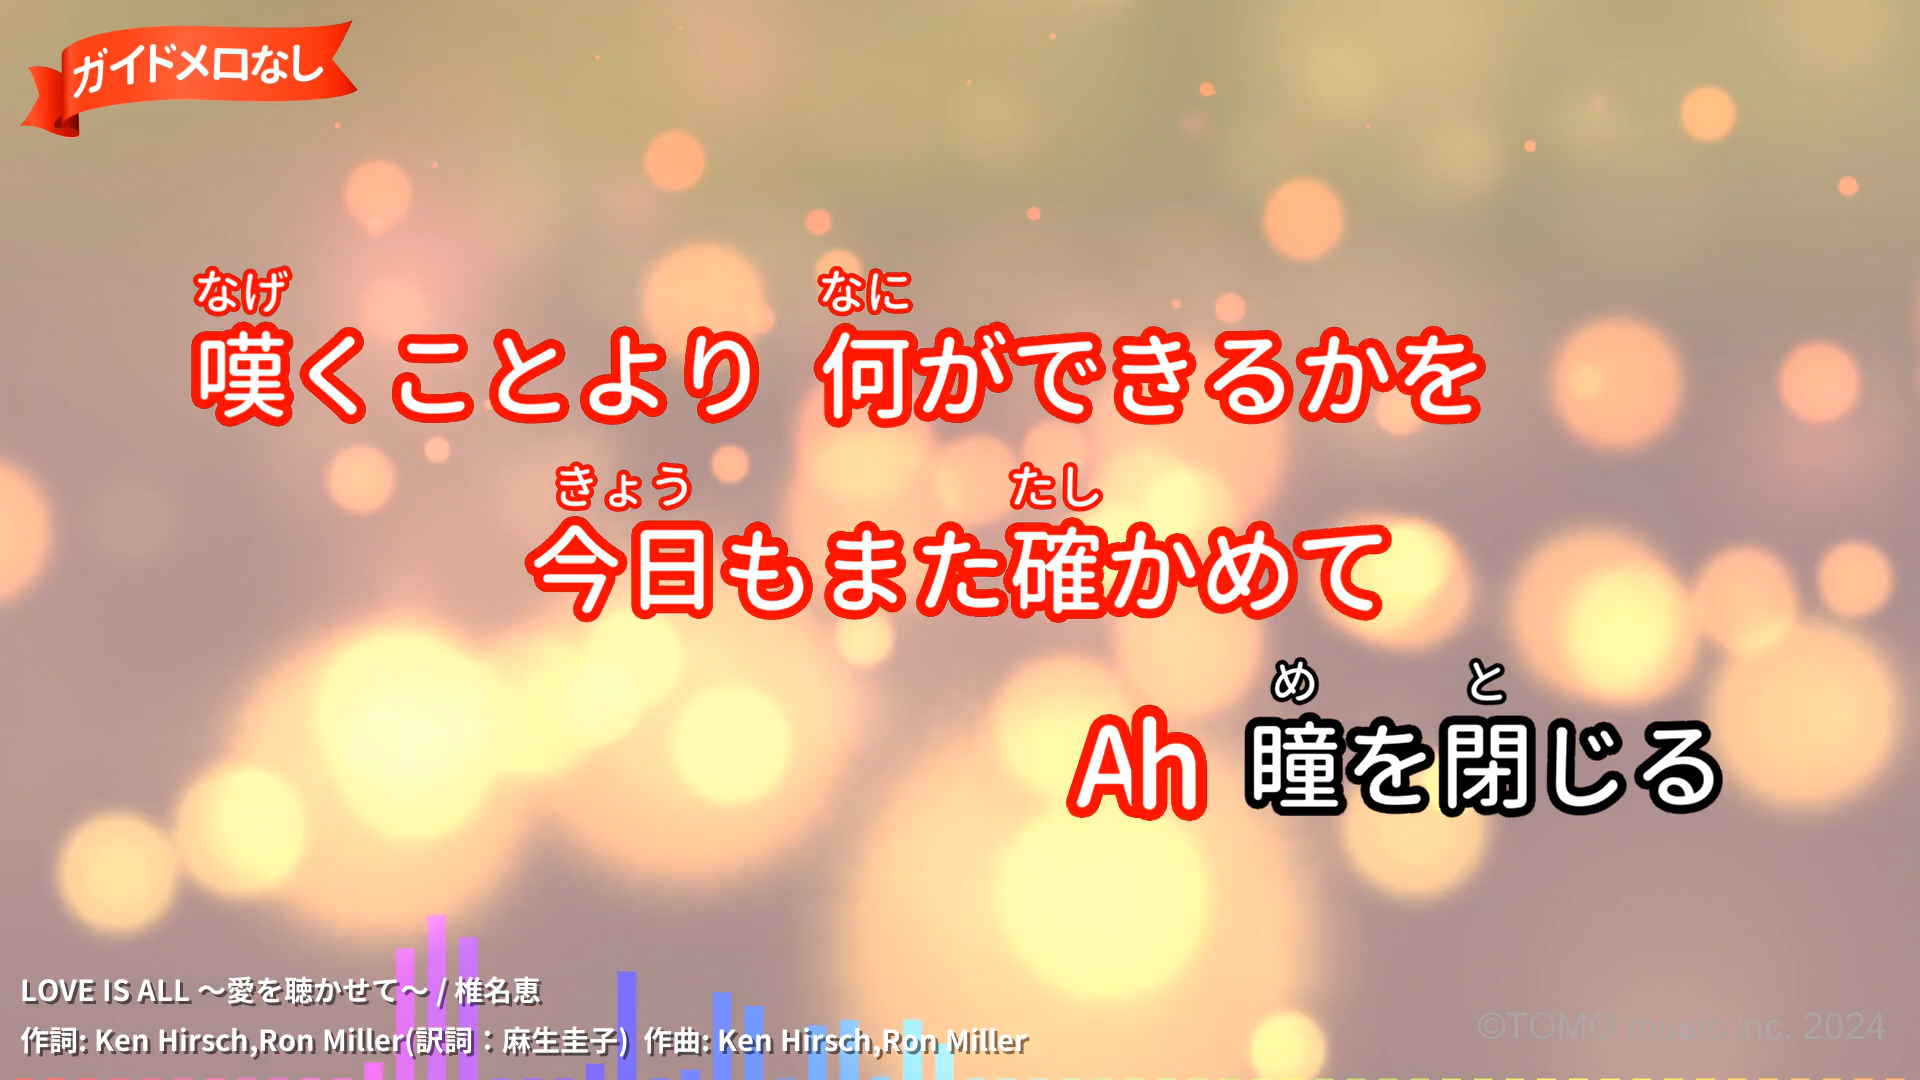 ガイドメロなし
なげ なに
嘆くことより 何ができるかを
きょう たし
今日もまた確かめて
め と
Ah 瞳を閉じる
LOVE IS ALL ～愛を聴かせて～ / 椎名恵
作詞: Ken Hirsch,Ron Miller(訳詞：麻生圭子) 作曲: Ken Hirsch,Ron Miller
©TOMO music inc. 2024